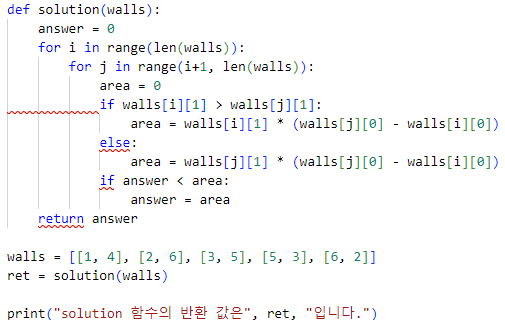 def solution(walls):
    answer = 0
    for i in range(len(walls)):
        for j in range(i+1, len(walls)):
            area = 0
            if walls[i][1] > walls[j][1]:
                area = walls[i][1] * (walls[j][0] - walls[i][0])
            else:
                area = walls[j][1] * (walls[j][0] - walls[i][0])
            if answer < area:
                answer = area
    return answer

walls = [[1, 4], [2, 6], [3, 5], [5, 3], [6, 2]]
ret = solution(walls)

print("solution 함수의 반환 값은", ret, "입니다.")